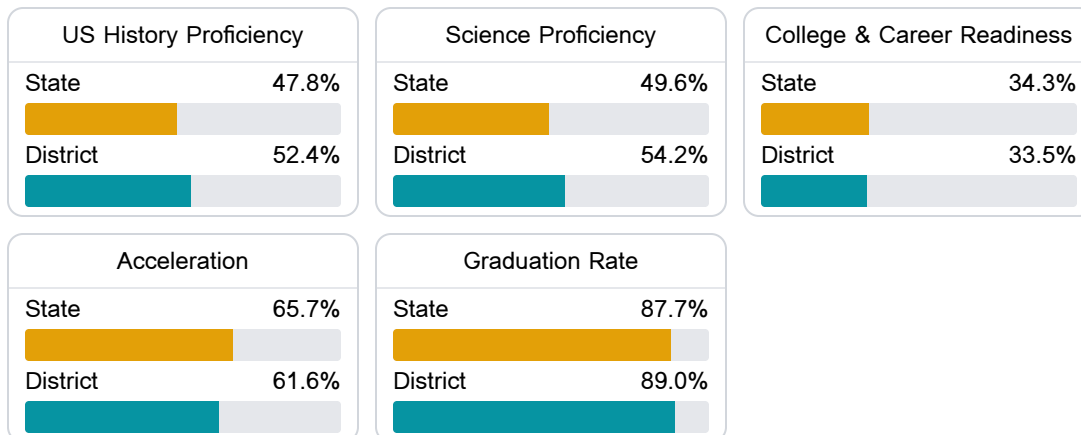 US History Proficiency
State 47.8%
District 52.4%
Science Proficiency
State 49.6%
District 54.2%
College & Career Readiness
State 34.3%
District 33.5%
Acceleration
State 65.7%
District 61.6%
Graduation Rate
State 87.7%
District 89.0%